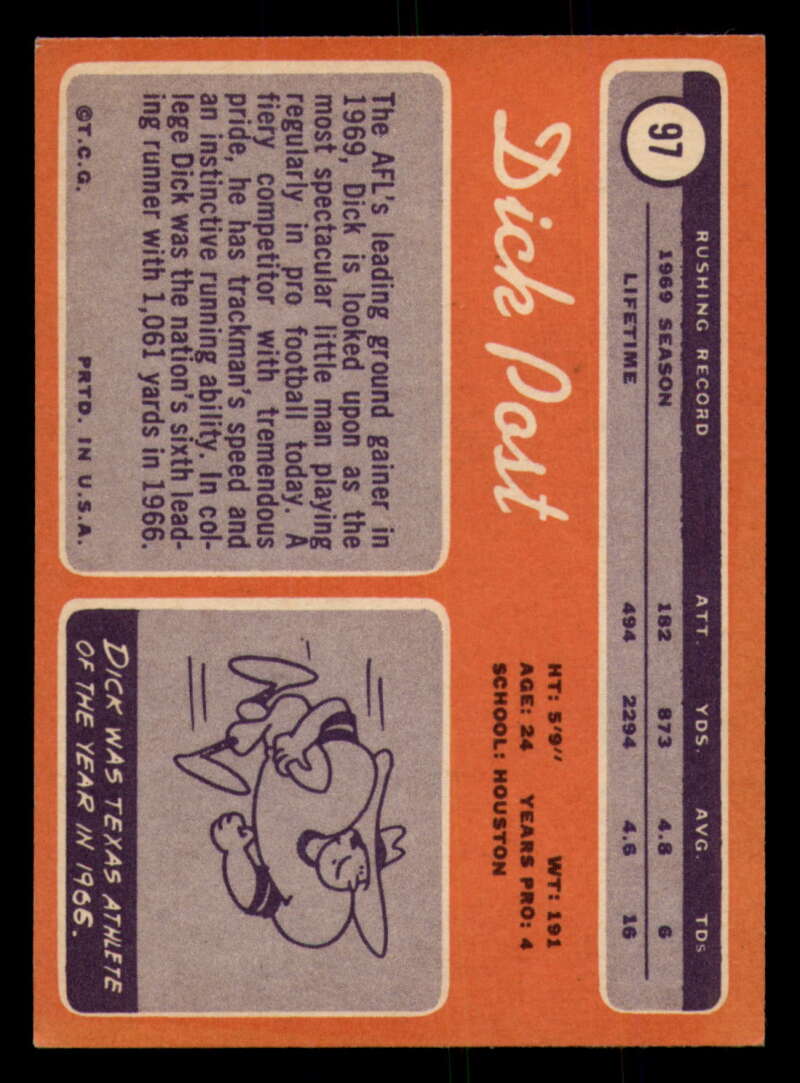 97
RUSHING RECORD ATT. YDS. AVG. TDs
1969 SEASON 182 873 4.8 6
LIFETIME 494 2294 4.6 16
Dick Post
HT: 5'9" WT: 191
AGE: 24 YEARS PRO: 4
SCHOOL: HOUSTON
The AFL's leading ground gainer in
1969, Dick is looked upon as the
most spectacular little man playing
regularly in pro football today. A
fiery competitor with tremendous
pride, he has trackman's speed and
an instinctive running ability. In col-
lege Dick was the nation's sixth lead-
ing runner with 1,061 yards in 1966.
©T.C.G. PRTD. IN U.S.A.
DICK WAS TEXAS ATHLETE
OF THE YEAR IN 1966.